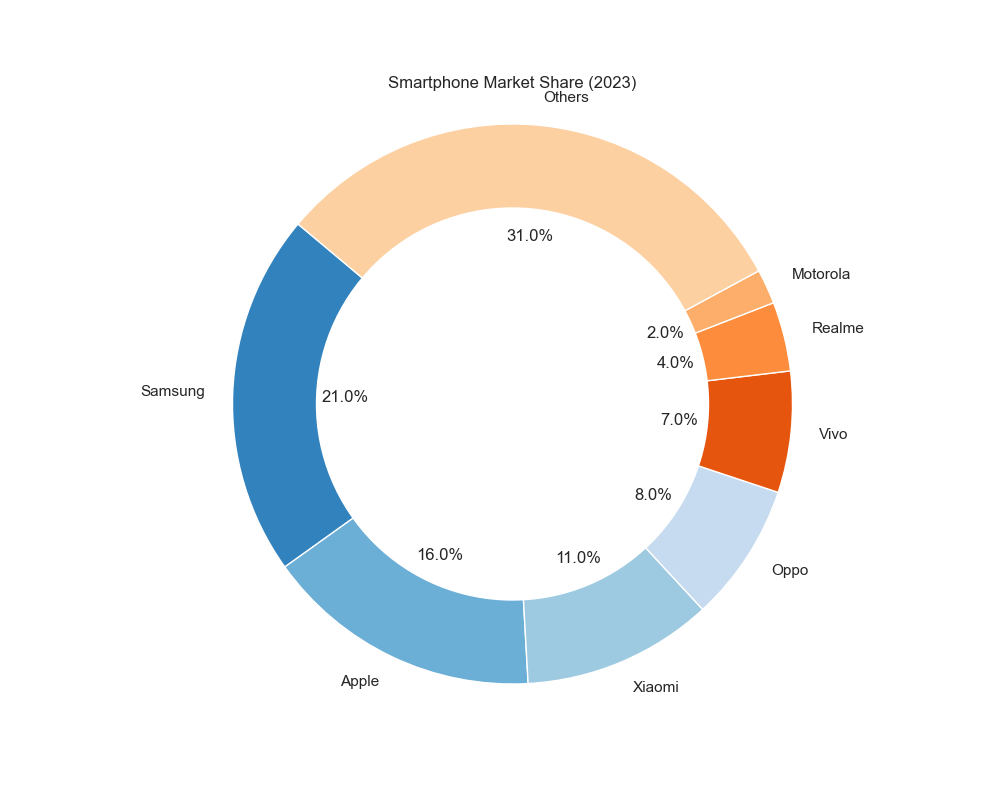 Smartphone Market Share (2023)
Others
31.0%
Motorola
2.0%
Realme
4.0%
Samsung
21.0%
7.0%
Vivo
8.0%
Oppo
16.0%
11.0%
Apple
Xiaomi